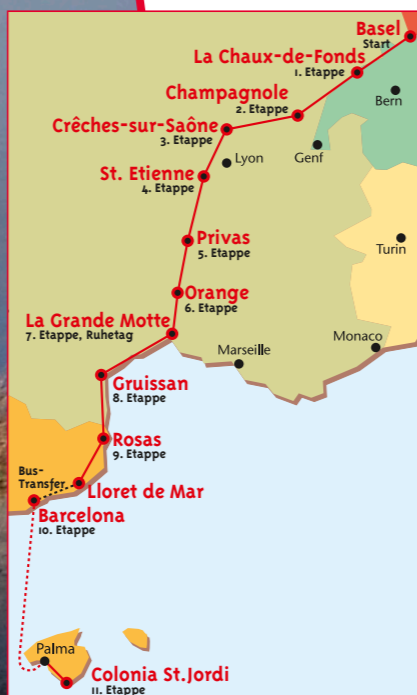 Basel
Start
La Chaux-de-Fonds
1. Etappe
Bern
Champagnole
2. Etappe
Crêches-sur-Saône
3. Etappe
Lyon
Genf
St. Etienne
4. Etappe
Privas
5. Etappe
Turin
Orange
6. Etappe
La Grande Motte
7. Etappe, Ruhetag
Marseille
Monaco
Gruissan
8. Etappe
Rosas
9. Etappe
Bus-
Transfer
Lloret de Mar
Barcelona
10. Etappe
Palma
Colonia St.Jordi
11. Etappe